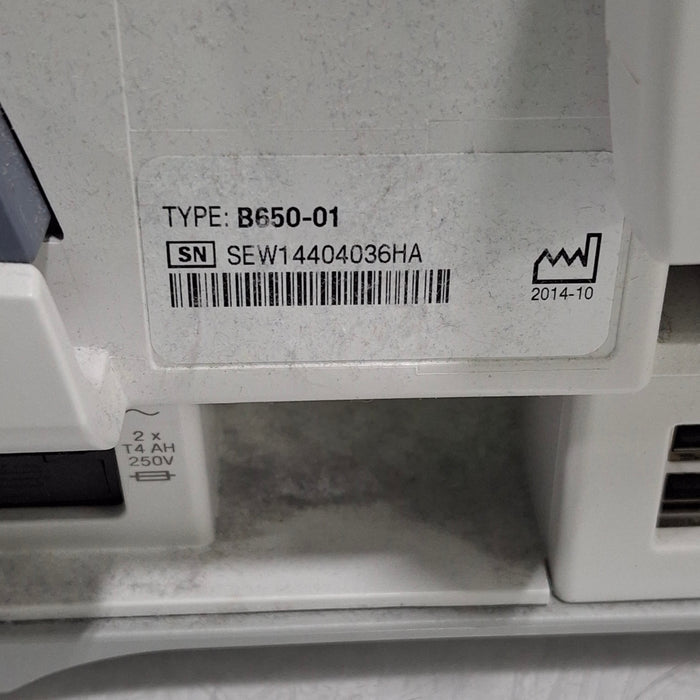 TYPE: B650-01
SN SEW14404036HA
2014-10
2 x
T4 AH
250V